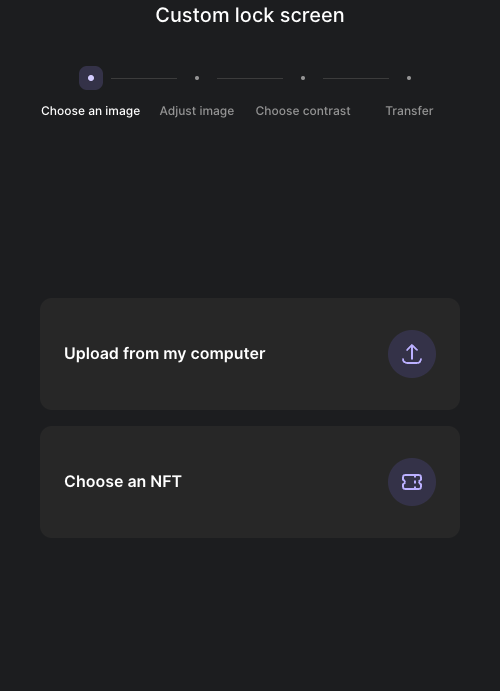 Custom lock screen
Choose an image Adjust image Choose contrast Transfer
Upload from my computer
Choose an NFT